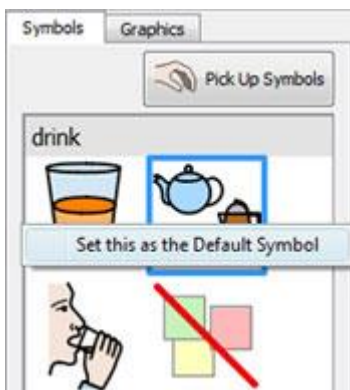 Symbols
Graphics
Pick Up Symbols
drink
Set this as the Default Symbol